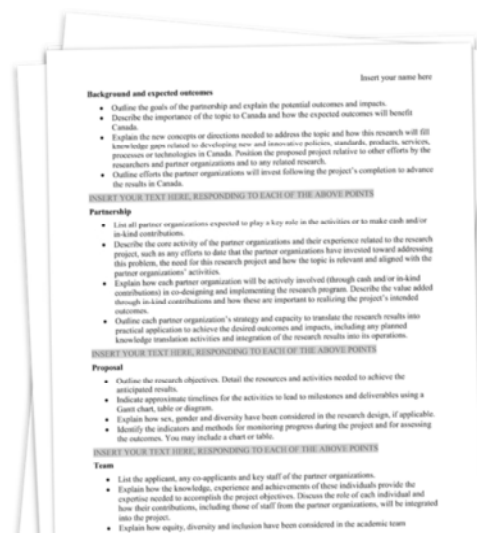 Insert your name here
Background and expected outcomes
• Outline the goals of the partnership and explain the potential outcomes and impacts.
• Describe the importance of the topic to Canada and how the expected outcomes will benefit
Canada.
• Explain the new concepts or directions needed to address the topic and how this research will fill
knowledge gaps related to developing new and innovative policies, standards, products, services,
processes or technologies in Canada. Position the proposed project relative to other efforts by the
researchers and partner organizations and to any related research.
• Outline efforts the partner organizations will invest following the project's completion to advance
the results in Canada.
INSERT YOUR TEXT HERE, RESPONDING TO EACH OF THE ABOVE POINTS
Partnership
• List all partner organizations expected to play a key role in the activities or to make cash and/or
in-kind contributions.
• Describe the core activity of the partner organizations and their experience related to the research
project, such as any efforts to date that the partner organizations have invested toward addressing
this problem, the need for this research project and how the topic is relevant and aligned with the
partner organizations' activities.
• Explain how each partner organization will be actively involved (through cash and/or in-kind
contributions) in co-designing and implementing the research program. Describe the value added
through in-kind contributions and how these are important to realizing the project's intended
outcomes.
• Outline each partner organization's strategy and capacity to translate the research results into
practical application to achieve the desired outcomes and impacts, including any planned
knowledge translation activities and integration of the research results into its operations.
INSERT YOUR TEXT HERE, RESPONDING TO EACH OF THE ABOVE POINTS
Proposal
• Outline the research objectives. Detail the resources and activities needed to achieve the
anticipated results.
• Indicate approximate timelines for the activities to lead to milestones and deliverables using a
Gantt chart, table or diagram.
• Explain how sex, gender and diversity have been considered in the research design, if applicable.
• Identify the indicators and methods for monitoring progress during the project and for assessing
the outcomes. You may include a chart or table.
INSERT YOUR TEXT HERE, RESPONDING TO EACH OF THE ABOVE POINTS
Team
• List the applicant, any co-applicants and key staff of the partner organizations.
• Explain how the knowledge, experience and achievements of these individuals provide the
expertise needed to accomplish the project objectives. Discuss the role of each individual and
how their contributions, including those of staff from the partner organizations, will be integrated
into the project.
• Explain how equity, diversity and inclusion have been considered in the academic team